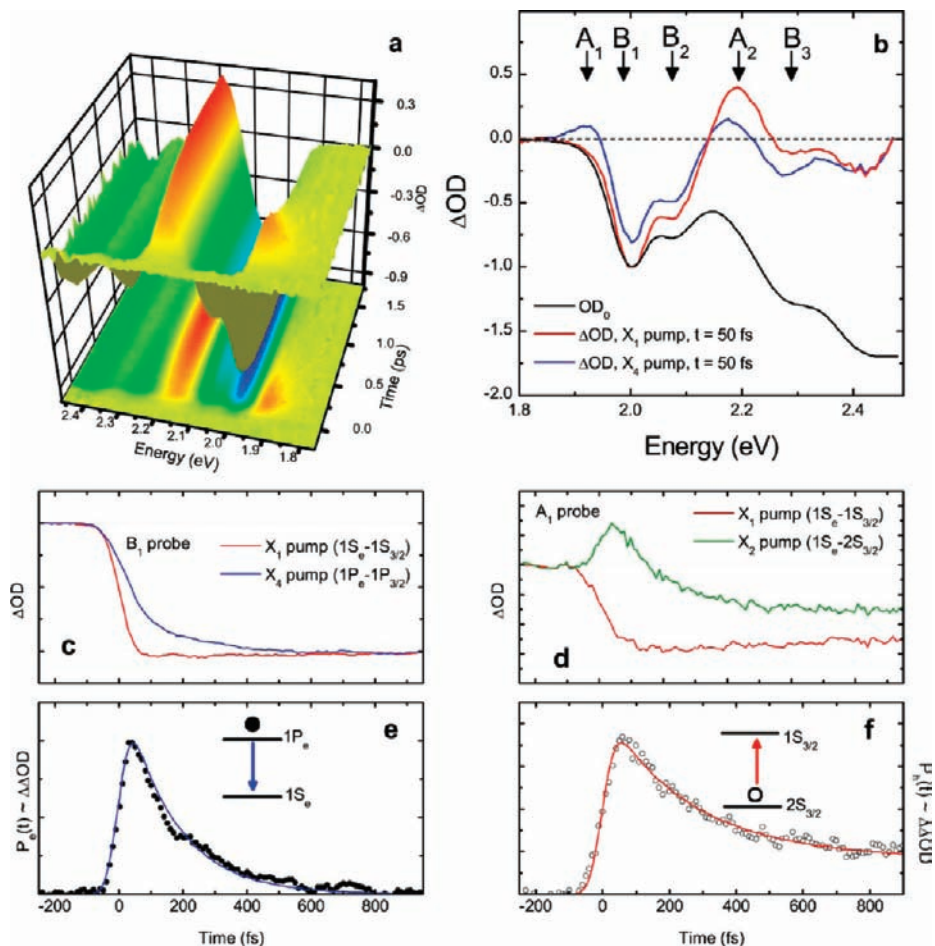 a
0.3
0.0
-0.3
-0.6
-0.9
ΔOD
1.5
1.0
0.5
0.0
Time (ps)
2.4
2.3
2.2
2.1
2.0
1.9
1.8
Energy (eV)
A₁ B₁ B₂ A₂ B₃
b
0.5
0.0
-0.5
-1.0
-1.5
-2.0
ΔOD
OD₀
ΔOD, X₁ pump, t = 50 fs
ΔOD, X₄ pump, t = 50 fs
1.8 2.0 2.2 2.4
Energy (eV)
B₁ probe
X₁ pump (1Sₑ-1S₃/₂)
X₄ pump (1Pₑ-1P₃/₂)
ΔOD
c
A₁ probe
X₁ pump (1Sₑ-1S₃/₂)
X₂ pump (1Sₑ-2S₃/₂)
ΔOD
d
e
1Pₑ
1Sₑ
Pₑ(t) ~ ΔΔOD
-200 0 200 400 600 800
Time (fs)
f
1S₃/₂
2S₃/₂
Pₕ(t) ~ ΔΔOD
-200 0 200 400 600 800
Time (fs)